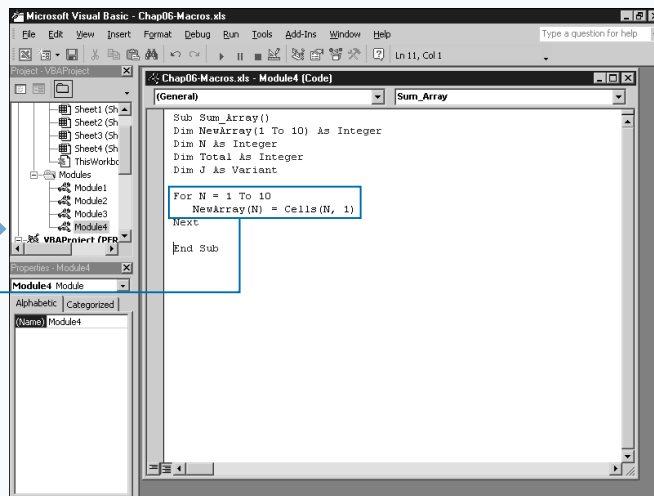 Microsoft Visual Basic - Chap06-Macros.xls
File Edit View Insert Format Debug Run Tools Add-Ins Window Help
Type a question for help
Ln 11, Col 1
Project - VBAProject
Sheet1 (Sh
Sheet2 (Sh
Sheet3 (Sh
Sheet4 (Sh
ThisWorkbo
Modules
Module1
Module2
Module3
Module4
VBAProject (PER
Properties - Module4
Module4 Module
Alphabetic Categorized
(Name) Module4
Chap06-Macros.xls - Module4 (Code)
(General) Sum_Array
Sub Sum_Array()
Dim NewArray(1 To 10) As Integer
Dim N As Integer
Dim Total As Integer
Dim J As Variant
For N = 1 To 10
NewArray(N) = Cells(N, 1)
Next
End Sub